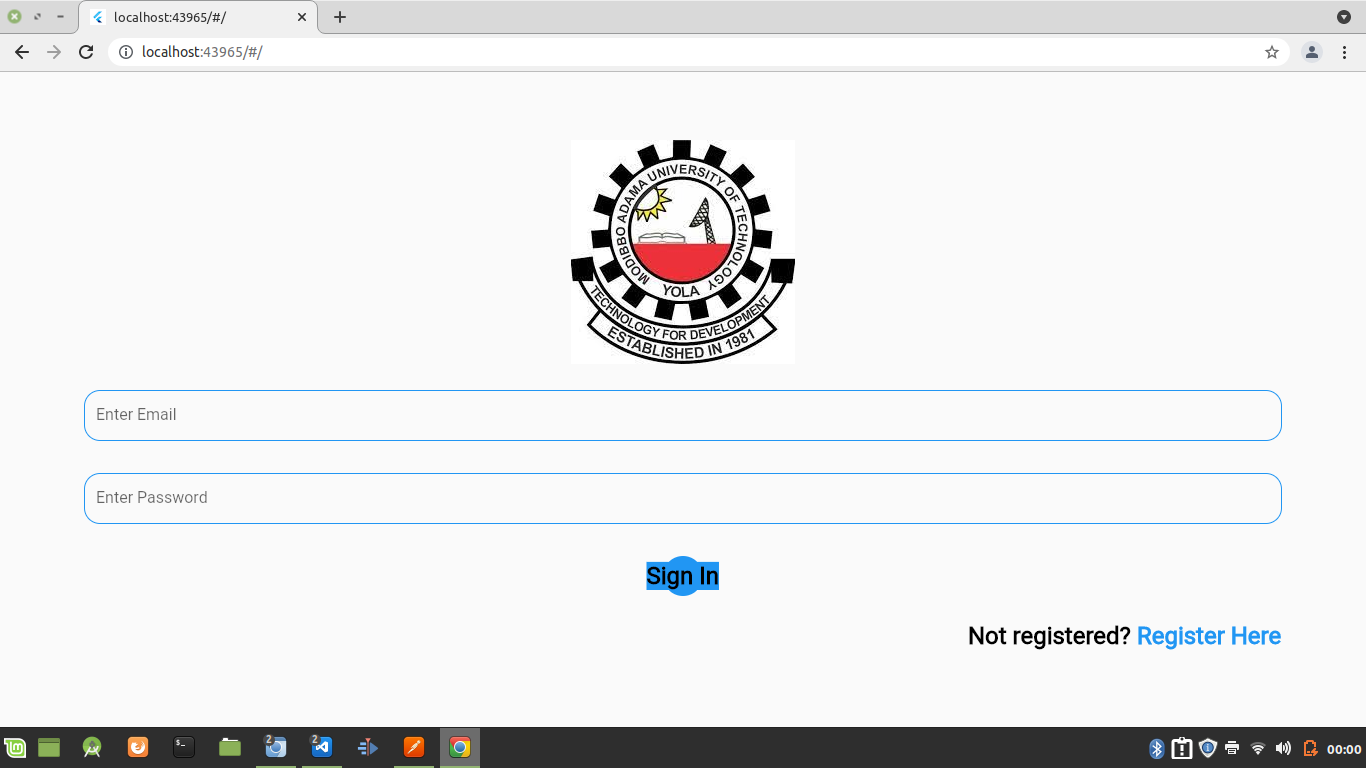 localhost:43965/#/
localhost:43965/#/
MODIBBO ADAMA UNIVERSITY OF TECHNOLOGY
YOLA
TECHNOLOGY FOR DEVELOPMENT
ESTABLISHED IN 1981
Enter Email
Enter Password
Sign In
Not registered? Register Here
2
2
00:00